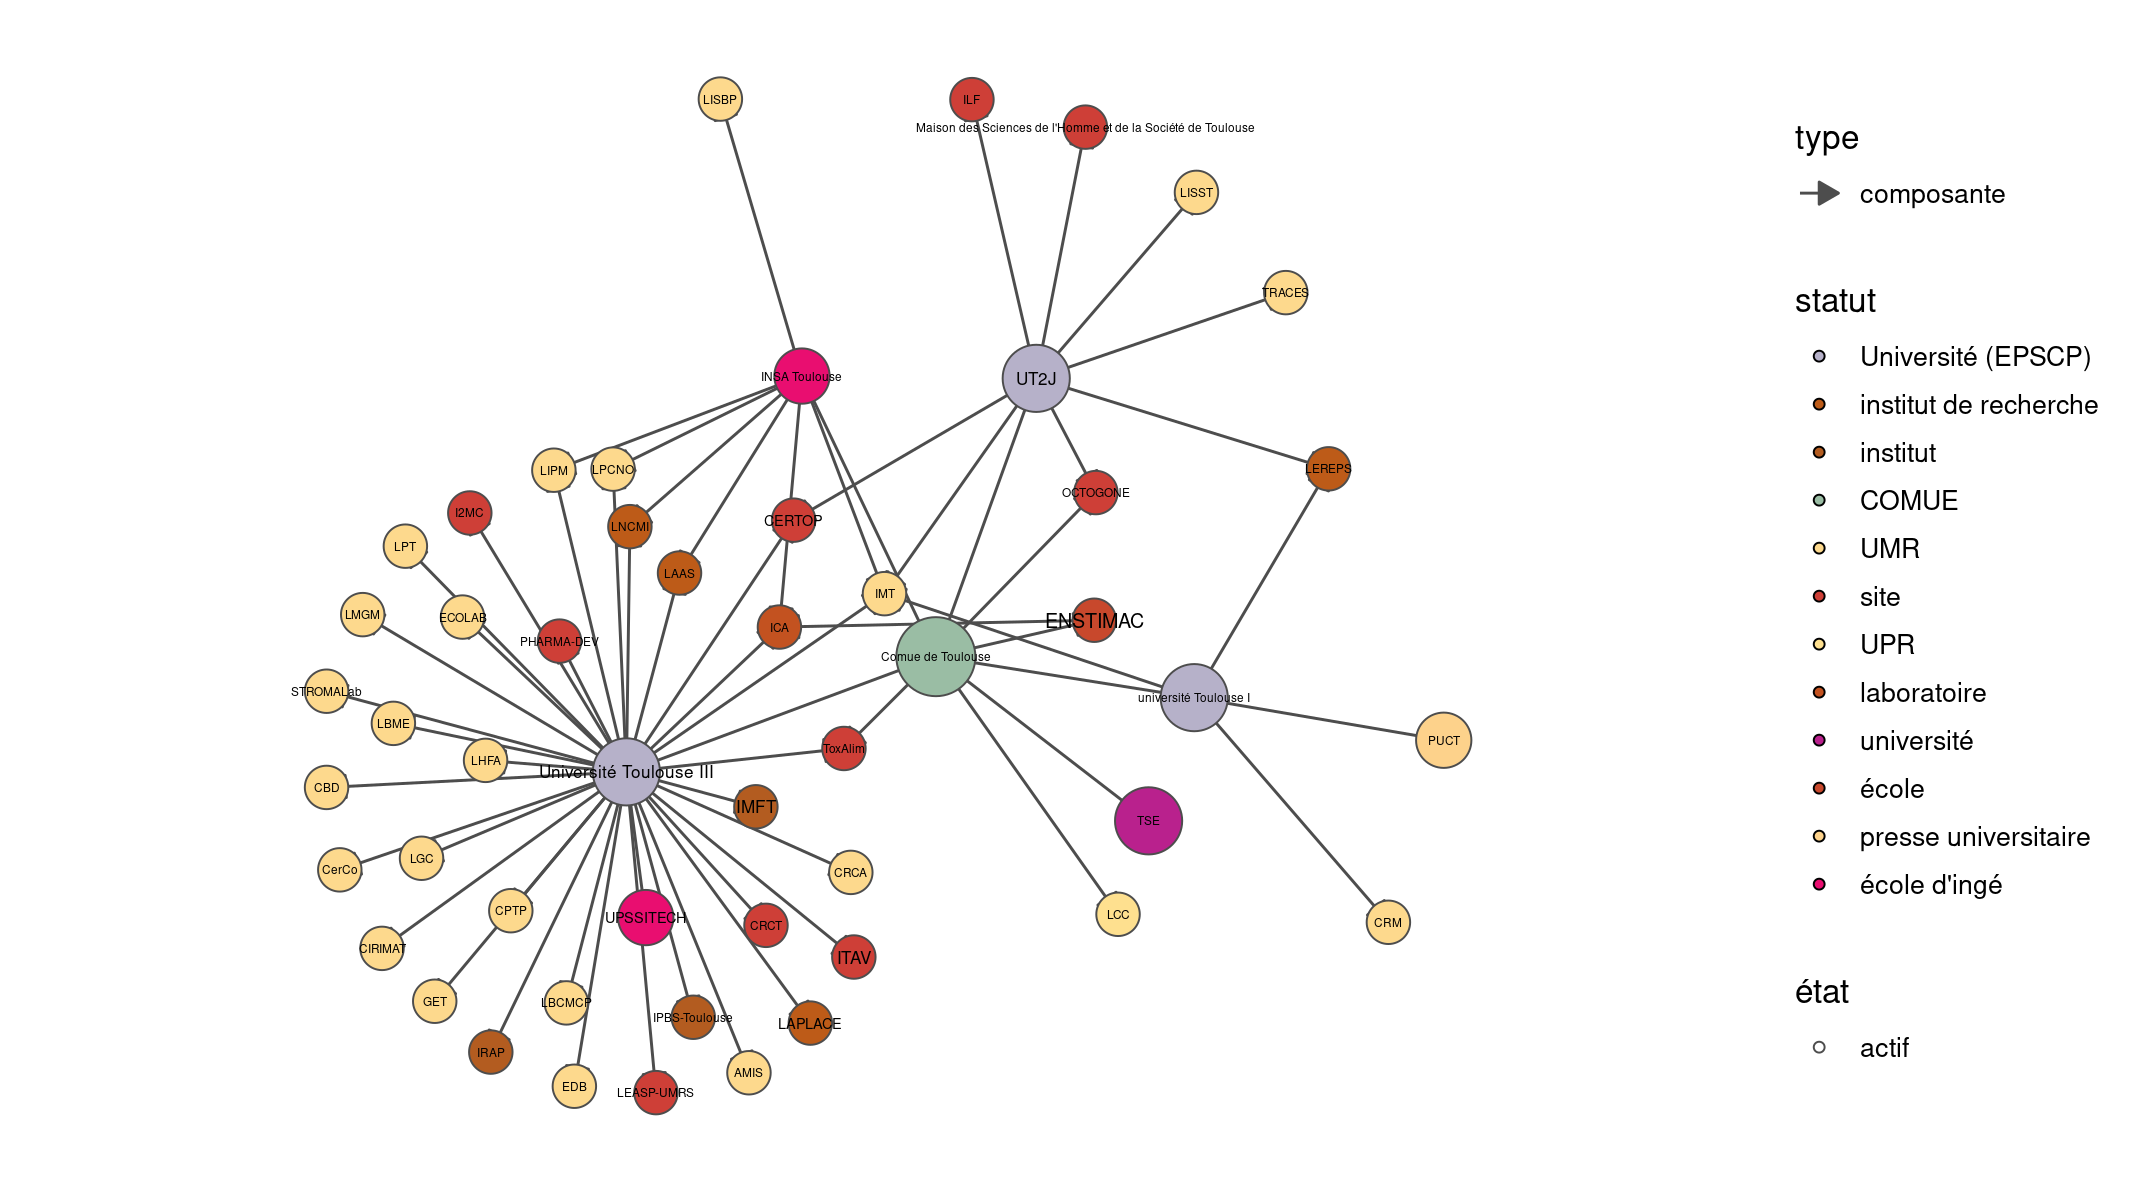 LISBP
ILF
Maison des Sciences de l'Homme et de la Société de Toulouse
LISST
TRACES
INSA Toulouse
UT2J
LIPM
LPCNO
LEREPS
OCTOGONE
I2MC
CERTOP
LNCMI
LPT
LAAS
IMT
LMGM
ECOLAB
ENSTIMAC
ICA
PHARMA-DEV
Comue de Toulouse
STROMALab
université Toulouse I
LBME
PUCT
ToxAlim
LHFA
Université Toulouse III
CBD
IMFT
TSE
LGC
CerCo
CRCA
CPTP
LCC
UPSSITECH
CRM
CRCT
CIRIMAT
ITAV
GET
LBCMCP
IPBS-Toulouse
LAPLACE
IRAP
AMIS
EDB
LEASP-UMRS
type
composante
statut
Université (EPSCP)
institut de recherche
institut
COMUE
UMR
site
UPR
laboratoire
université
école
presse universitaire
école d'ingé
état
actif